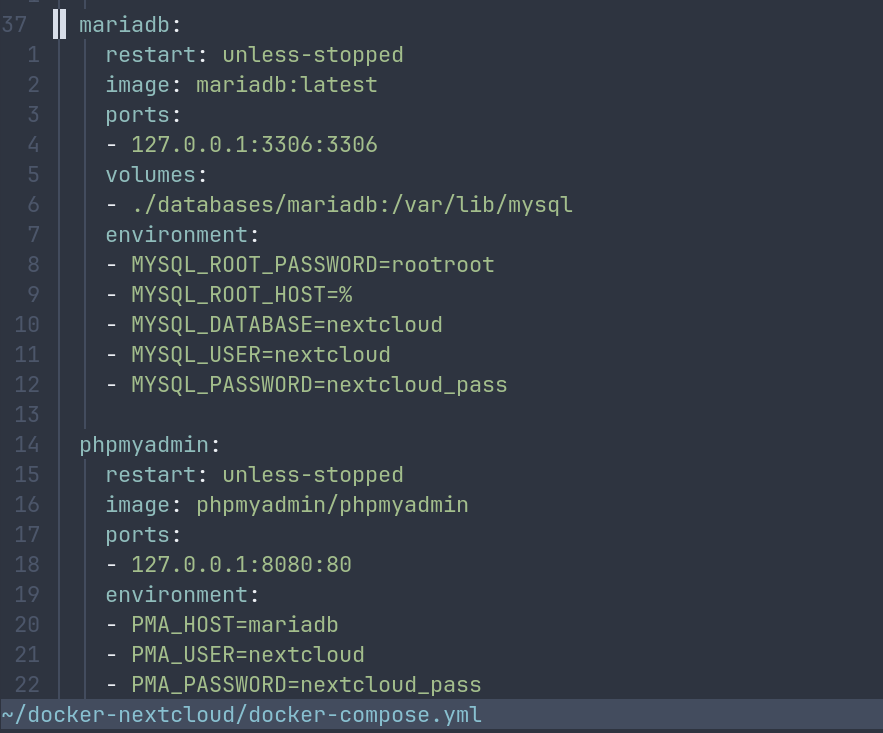 37 mariadb:
1 restart: unless-stopped
2 image: mariadb:latest
3 ports:
4 - 127.0.0.1:3306:3306
5 volumes:
6 - ./databases/mariadb:/var/lib/mysql
7 environment:
8 - MYSQL_ROOT_PASSWORD=rootroot
9 - MYSQL_ROOT_HOST=%
10 - MYSQL_DATABASE=nextcloud
11 - MYSQL_USER=nextcloud
12 - MYSQL_PASSWORD=nextcloud_pass
13
14 phpmyadmin:
15 restart: unless-stopped
16 image: phpmyadmin/phpmyadmin
17 ports:
18 - 127.0.0.1:8080:80
19 environment:
20 - PMA_HOST=mariadb
21 - PMA_USER=nextcloud
22 - PMA_PASSWORD=nextcloud_pass
~/docker-nextcloud/docker-compose.yml